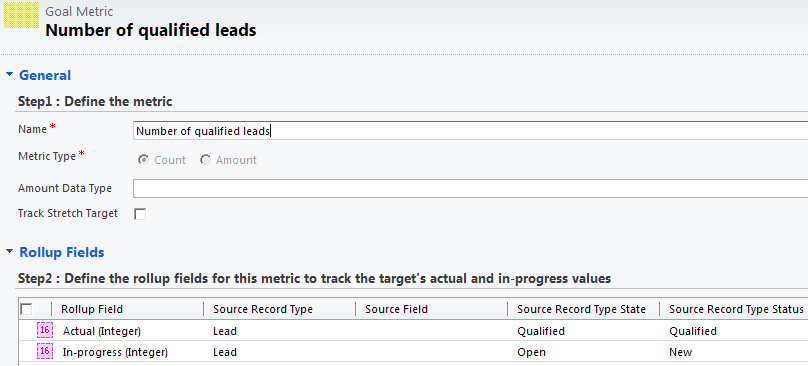 Goal Metric
Number of qualified leads
General
Step1 : Define the metric
Name *
Number of qualified leads
Metric Type *
Count Amount
Amount Data Type
Track Stretch Target
Rollup Fields
Step2 : Define the rollup fields for this metric to track the target's actual and in-progress values
Rollup Field Source Record Type Source Field Source Record Type State Source Record Type Status
16 Actual (Integer) Lead Qualified Qualified
16 In-progress (Integer) Lead Open New